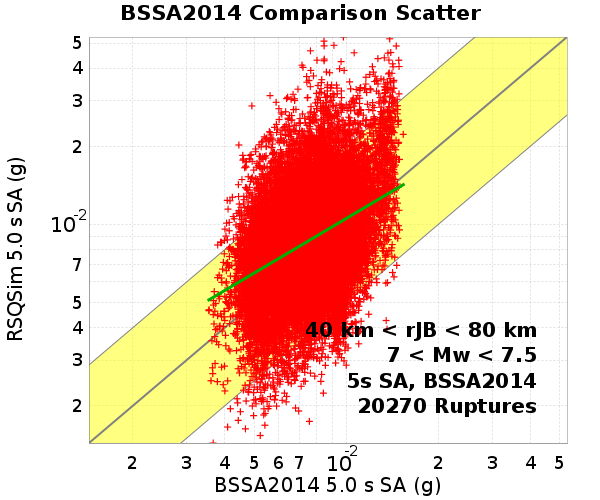 BSSA2014 Comparison Scatter
RSQSim 5.0 s SA (g)
5
4
3
2
10-2
7
5
4
3
2
40 km < rJB < 80 km
7 < Mw < 7.5
5s SA, BSSA2014
20270 Ruptures
2 3 4 5 6 7 10-2 2 3 4 5
BSSA2014 5.0 s SA (g)